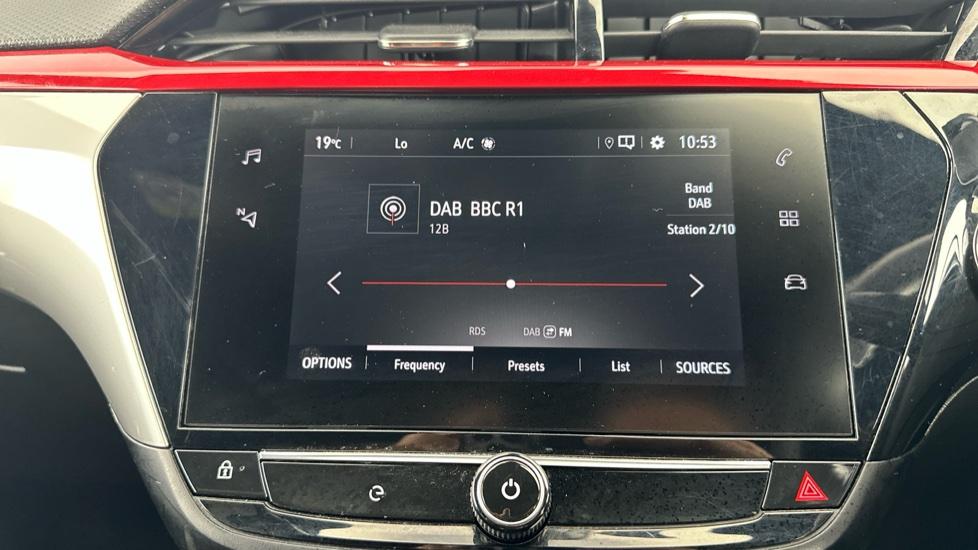 19°C Lo A/C 10:53
N
DAB BBC R1
12B
Band
DAB
Station 2/10
RDS DAB FM
OPTIONS Frequency Presets List SOURCES